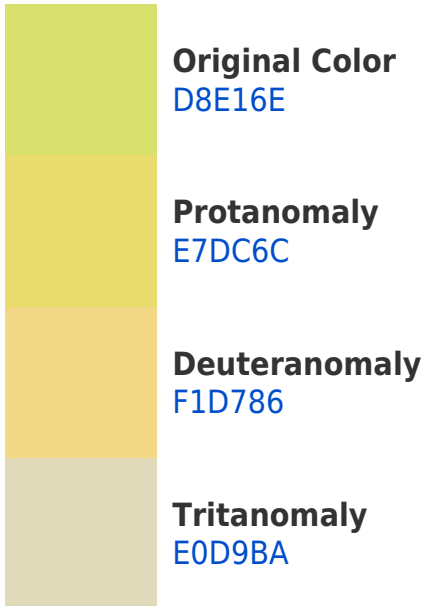 Original Color
D8E16E
Protanomaly
E7DC6C
Deuteranomaly
F1D786
Tritanomaly
E0D9BA